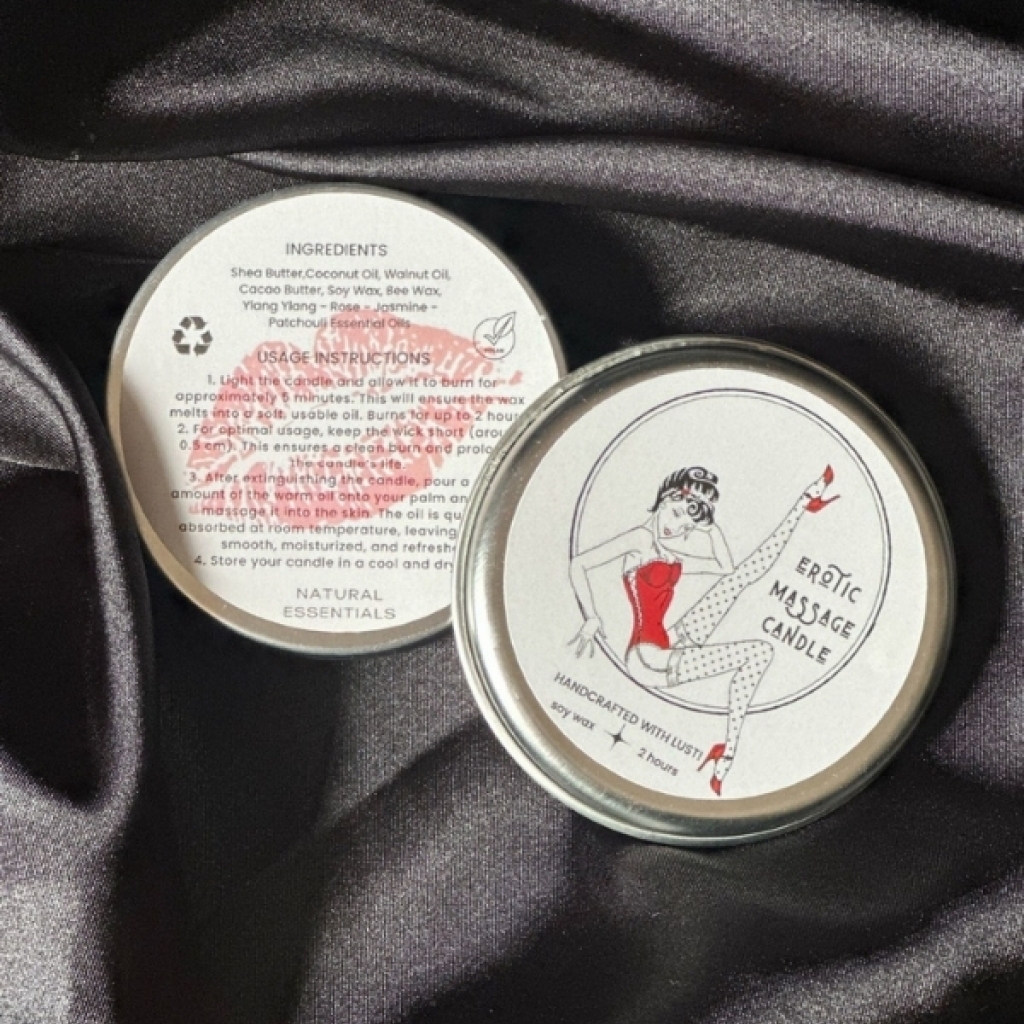 INGREDIENTS
Shea Butter,Coconut Oil, Walnut Oil,
Cacao Butter, Soy Wax, Bee Wax,
Ylang Ylang - Rose - Jasmine -
Patchouli Essential Oils
USAGE INSTRUCTIONS
1. Light the candle and allow it to burn for
approximately 5 minutes. This will ensure the wax
melts into a soft, usable oil. Burns for up to 2 hour
2. For optimal usage, keep the wick short (arou
0.5 cm). This ensures a clean burn and prolo
the candle's life.
3. After extinguishing the candle, pour a
amount of the warm oil onto your palm an
massage it into the skin. The oil is qu
absorbed at room temperature, leaving
smooth, moisturized, and refreshe
4. Store your candle in a cool and dry
NATURAL
ESSENTIALS
EROTIC
MASSAGE
CANDLE
HANDCRAFTED WITH LUST!
soy wax
2 hours